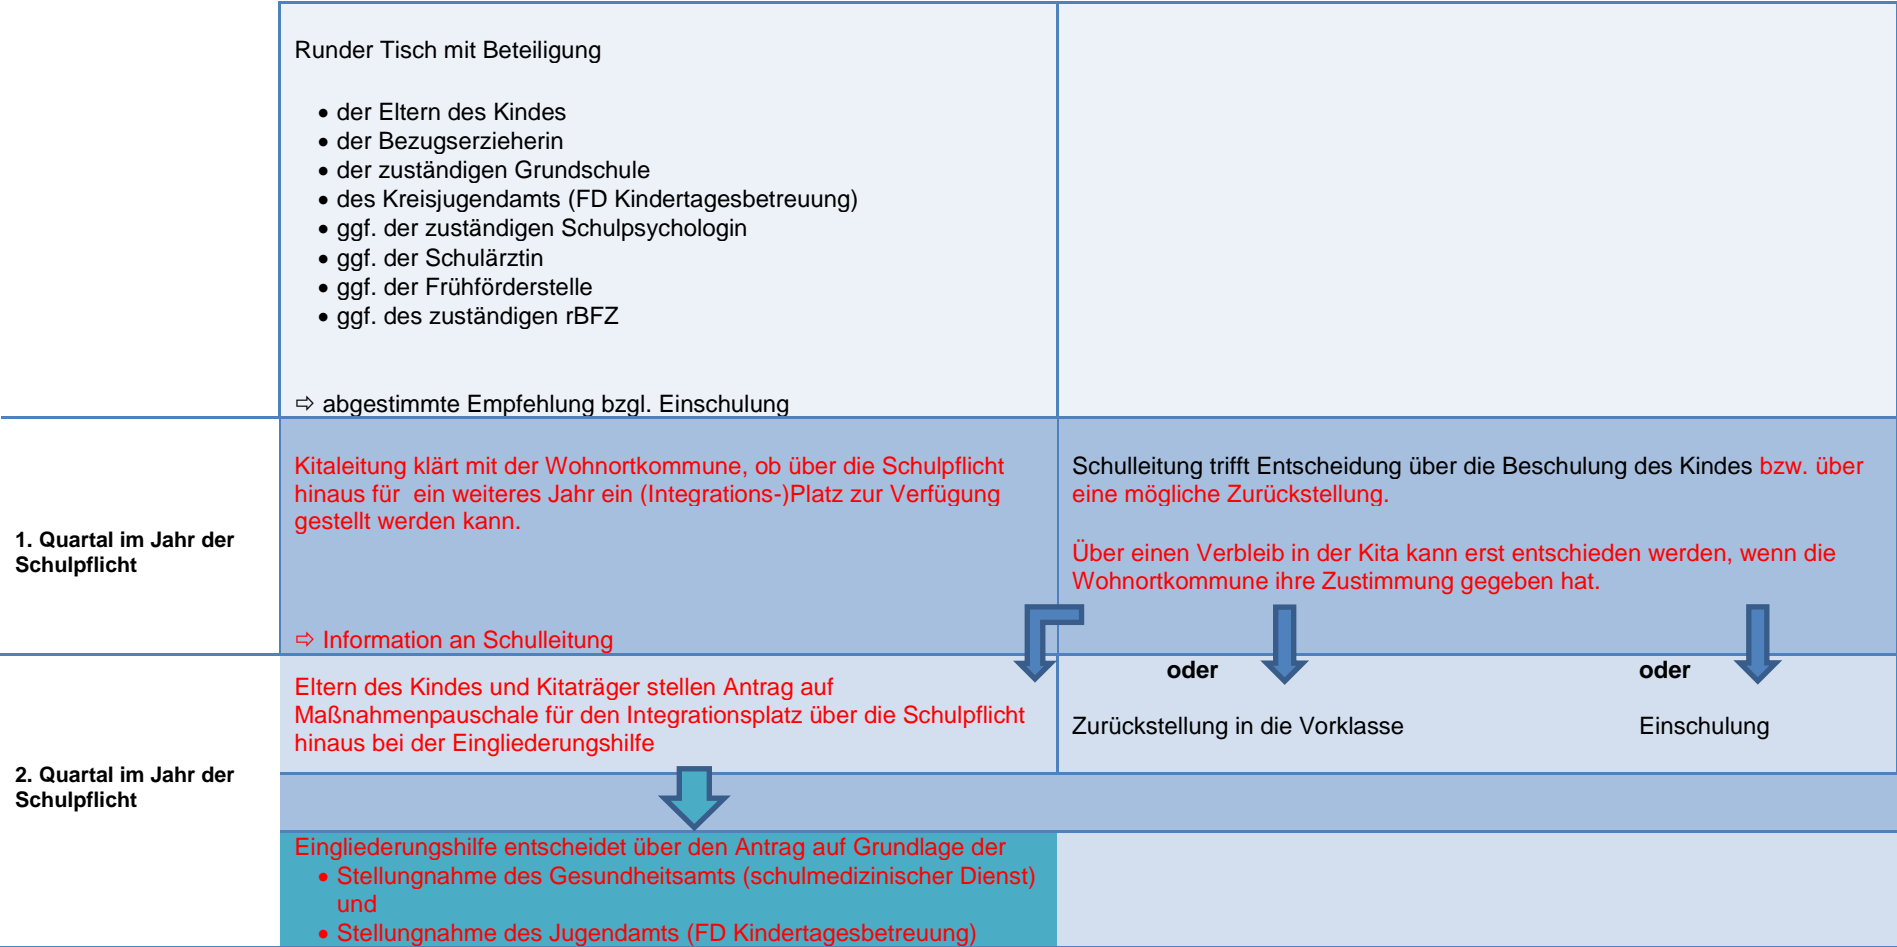 Runder Tisch mit Beteiligung
• der Eltern des Kindes
• der Bezugserzieherin
• der zuständigen Grundschule
• des Kreisjugendamts (FD Kindertagesbetreuung)
• ggf. der zuständigen Schulpsychologin
• ggf. der Schulärztin
• ggf. der Frühförderstelle
• ggf. des zuständigen rBFZ
⇨ abgestimmte Empfehlung bzgl. Einschulung
1. Quartal im Jahr der
Schulpflicht
Kitaleitung klärt mit der Wohnortkommune, ob über die Schulpflicht
hinaus für  ein weiteres Jahr ein (Integrations-)Platz zur Verfügung
gestellt werden kann.
⇨ Information an Schulleitung
Schulleitung trifft Entscheidung über die Beschulung des Kindes bzw. über
eine mögliche Zurückstellung.
Über einen Verbleib in der Kita kann erst entschieden werden, wenn die
Wohnortkommune ihre Zustimmung gegeben hat.
2. Quartal im Jahr der
Schulpflicht
Eltern des Kindes und Kitaträger stellen Antrag auf
Maßnahmenpauschale für den Integrationsplatz über die Schulpflicht
hinaus bei der Eingliederungshilfe
oder
Zurückstellung in die Vorklasse
oder
Einschulung
Eingliederungshilfe entscheidet über den Antrag auf Grundlage der
• Stellungnahme des Gesundheitsamts (schulmedizinischer Dienst)
und
• Stellungnahme des Jugendamts (FD Kindertagesbetreuung)